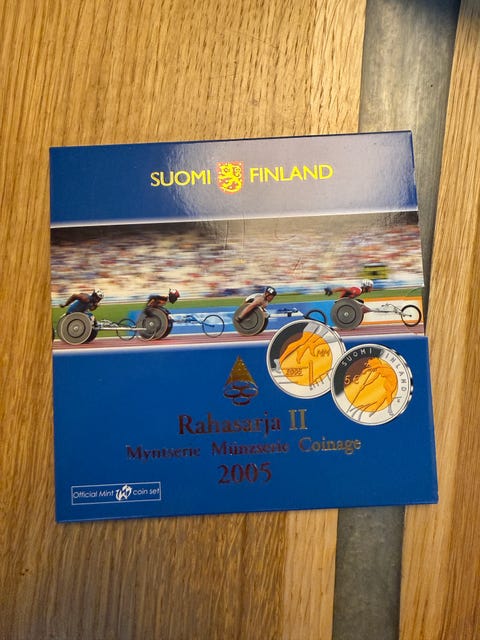 SUOMI FINLAND
2005
SUOMI FINLAND
5€
Rahasarja II
Myntserie Münzserie Coinage
2005
Official Mint coin set